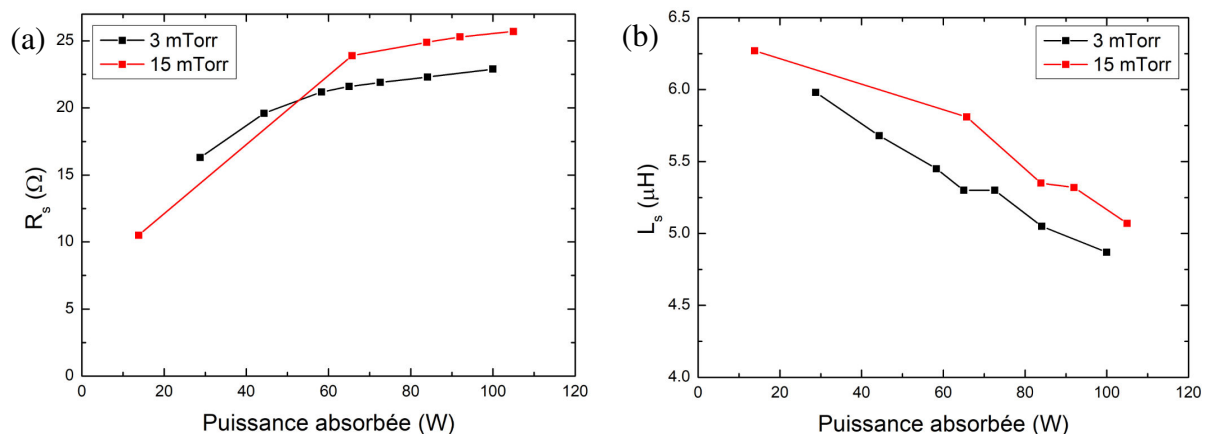 (a)
3 mTorr
15 mTorr
25
20
15
10
5
0
R_s (Ω)
0 20 40 60 80 100 120
Puissance absorbée (W)
(b)
3 mTorr
15 mTorr
6.5
6.0
5.5
5.0
4.5
4.0
L_s (μH)
0 20 40 60 80 100 120
Puissance absorbée (W)